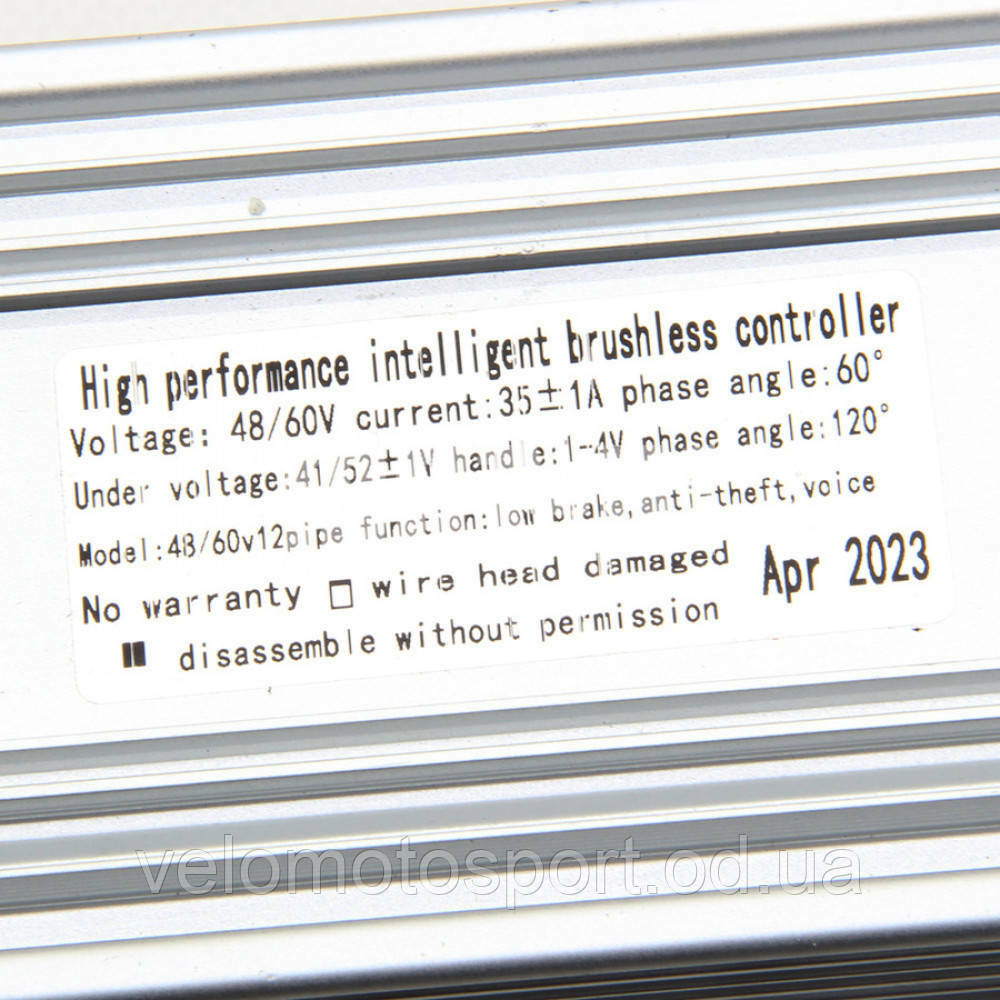 High performance intelligent brushless controller
Voltage: 48/60V current:35±1A phase angle:60°
Under voltage:41/52±1V handle:1-4V phase angle:120°
Model:48/60v12pipe function:low brake,anti-theft,voice
No warranty □ wire head damaged
Apr 2023
disassemble without permission
velomotosport.od.ua